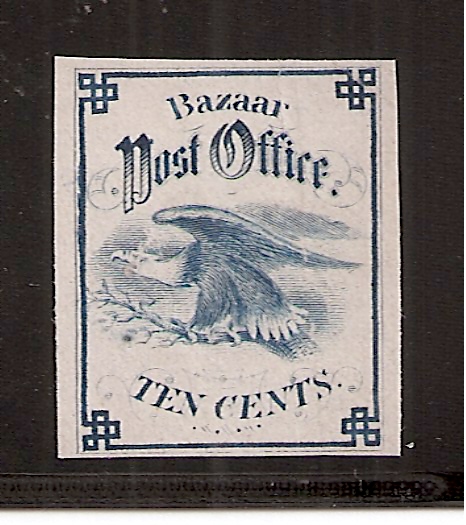 Bazaar
Post Office.
TEN CENTS.